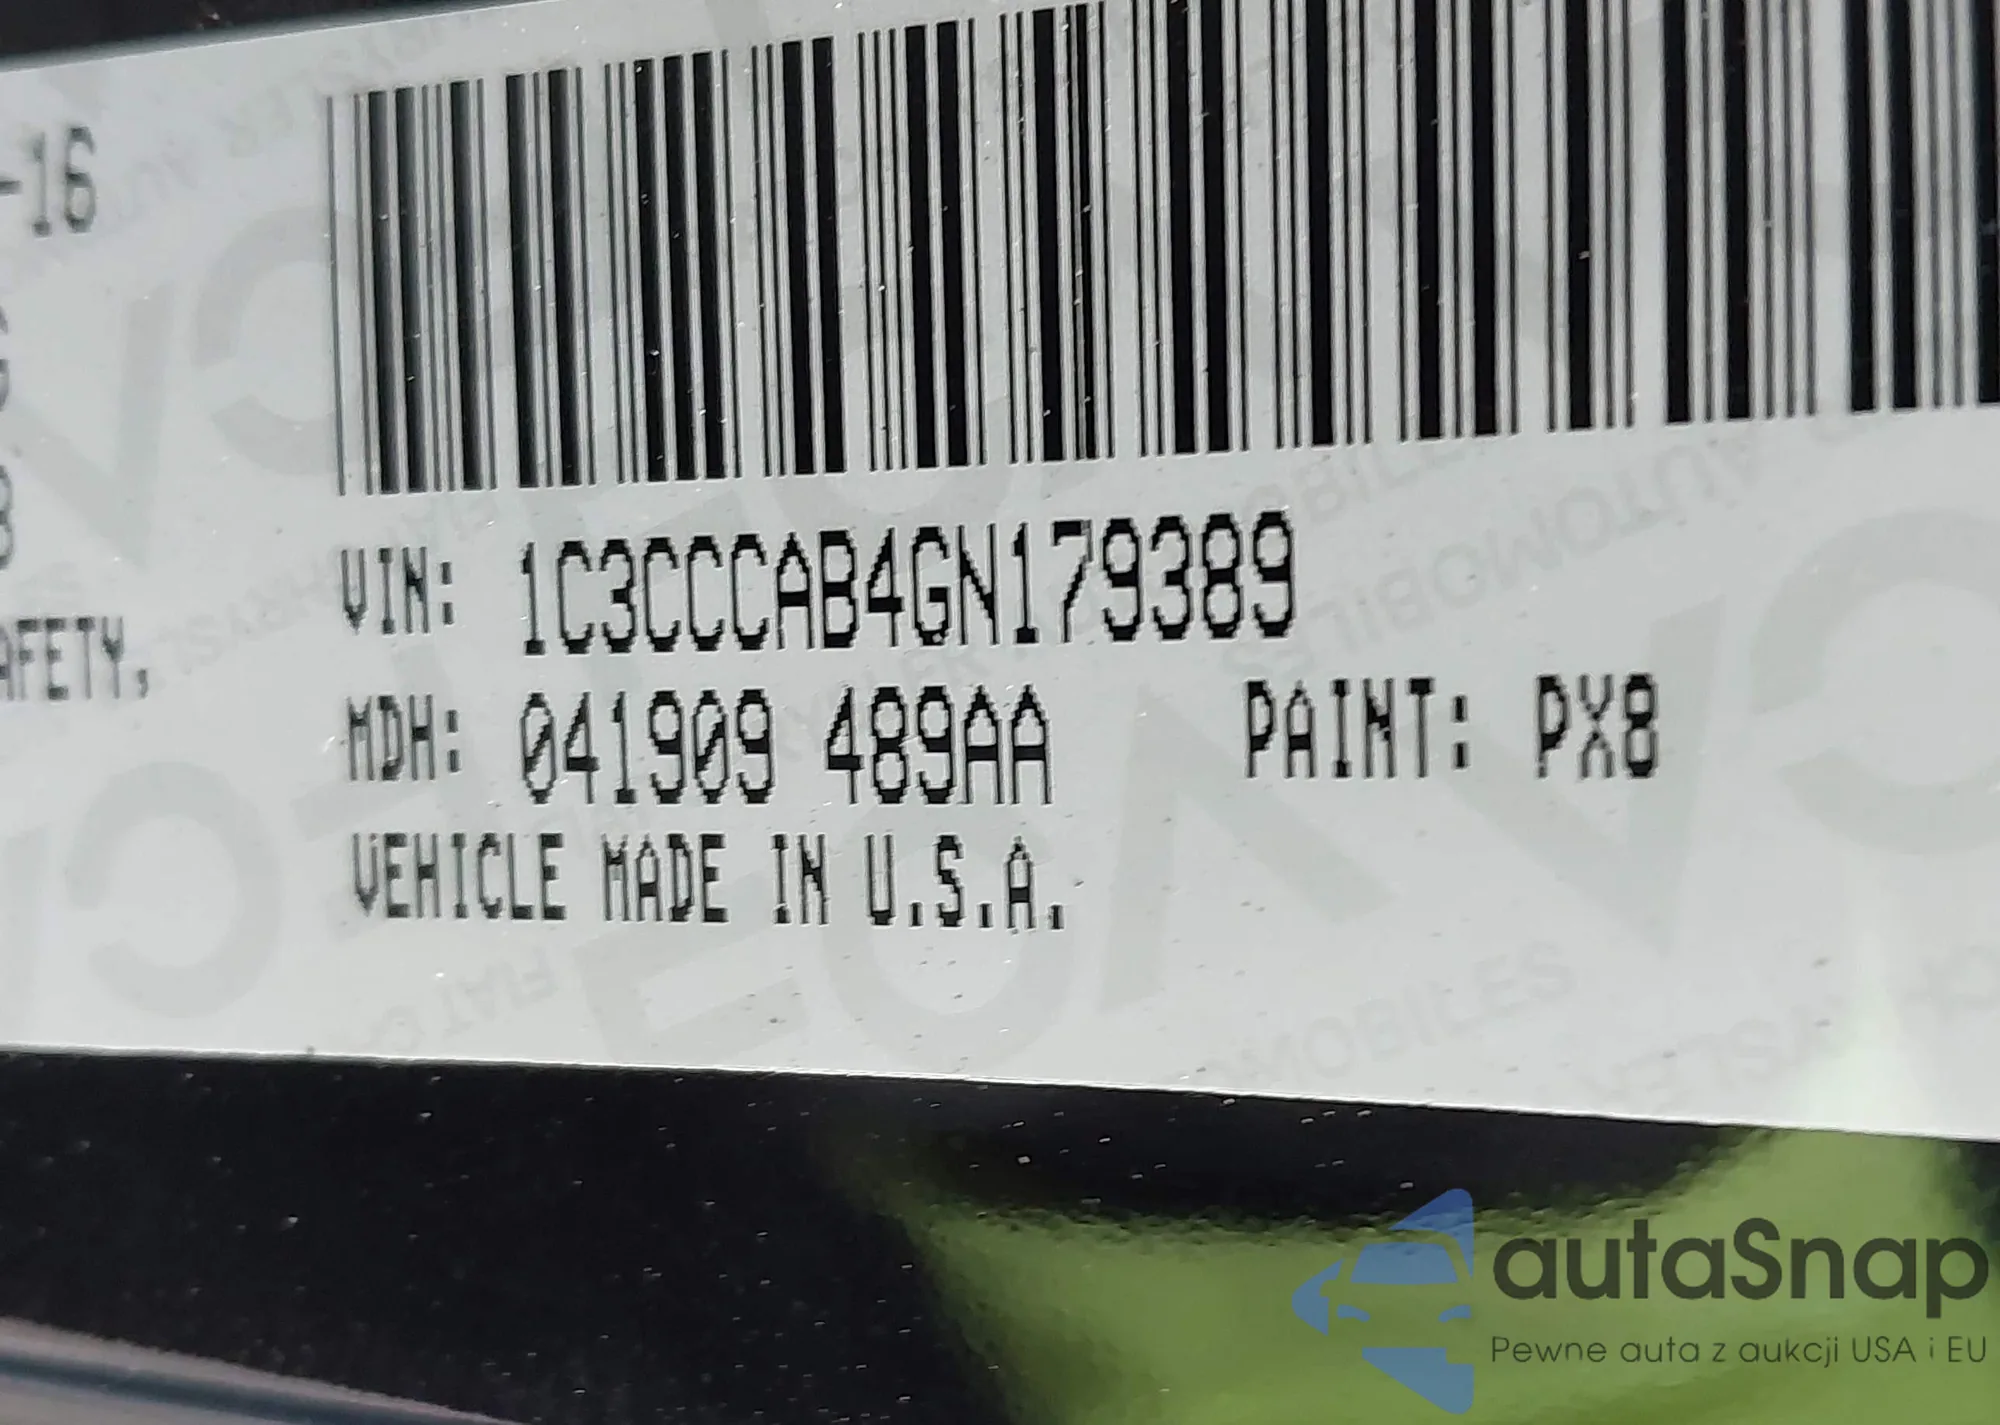 -16
AFETY,
VIN: 1C3CCCAB4GN179389
MDH: 041909 489AA PAINT: PX8
VEHICLE MADE IN U.S.A.
autaSnap
Pewne auta z aukcji USA i EU